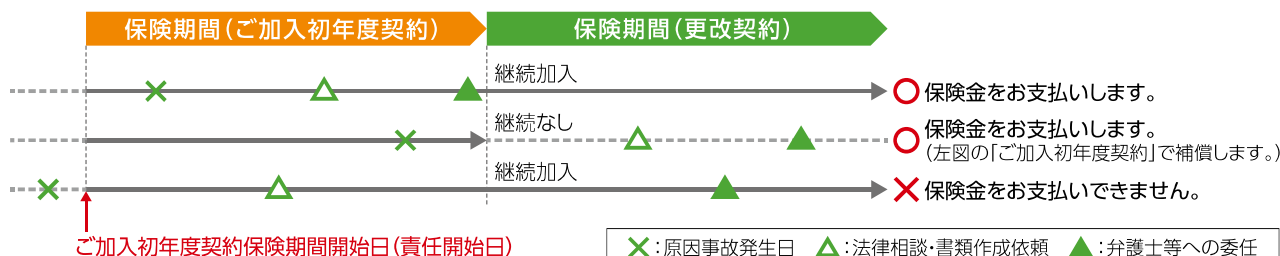 保険期間(ご加入初年度契約)
保険期間(更改契約)
継続加入
保険金をお支払いします。
継続なし
保険金をお支払いします。
(左図の「ご加入初年度契約」で補償します。)
継続加入
保険金をお支払いできません。
ご加入初年度契約保険期間開始日(責任開始日)
:原因事故発生日
:法律相談・書類作成依頼
:弁護士等への委任